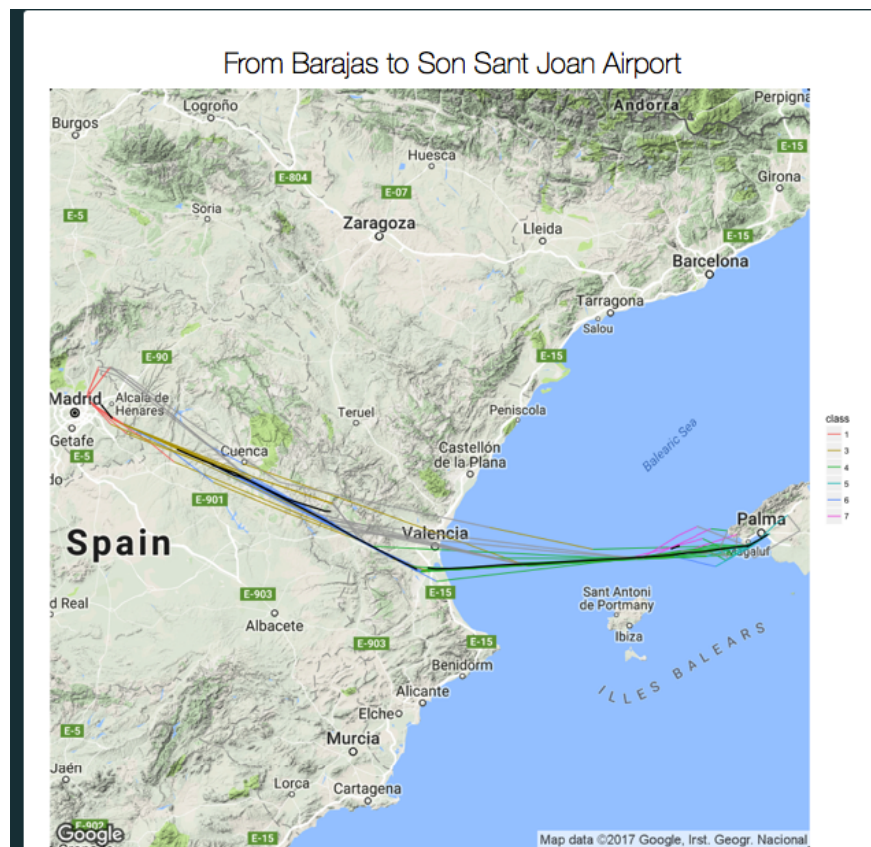 From Barajas to Son Sant Joan Airport
Andorra
Perpigna
Logroño
Burgos
E-15
Huesca
Girona
E-804
E-07
Soria
E-5
Zaragoza
Lleida
E-15
Barcelona
Tarragona
Salou
E-90
E-15
Madrid
Alcalá de
Henares
Teruel
Peniscola
Getafe
Castellón
de la Plana
Balearic Sea
E-5
Cuenca
do
E-901
Valencia
Palma
Magaluf
Spain
Sant Antoni
de Portmany
E-15
E-903
d Real
Ibiza
Albacete
E-903
E-15
ILLES BALEARS
Benidorm
Alicante
Elche
E-5
Murcia
Jaén
Lorca
Cartagena
E-902
Google
E-15
Map data ©2017 Google, Irst. Geogr. Nacional
class
1
3
4
5
6
7